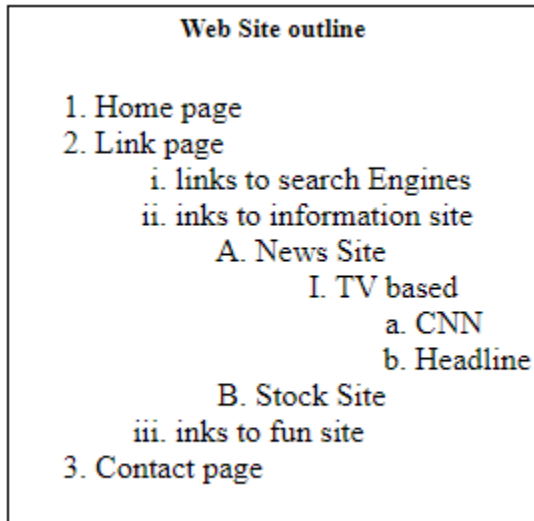 Web Site outline
1. Home page
2. Link page
i. links to search Engines
ii. inks to information site
A. News Site
I. TV based
a. CNN
b. Headline
B. Stock Site
iii. inks to fun site
3. Contact page